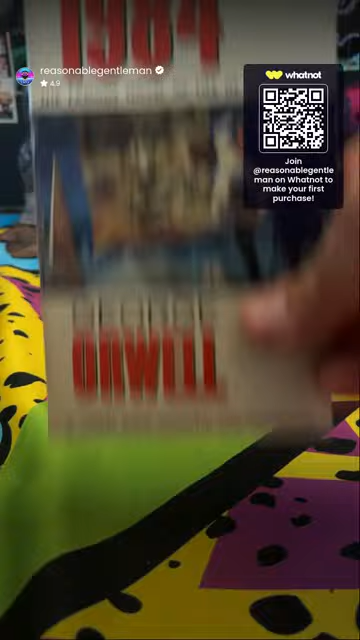 1984
reasonablegentleman
4.9
whatnot
Join
@reasonablegentle
man on Whatnot to
make your first
purchase!
ORWELL